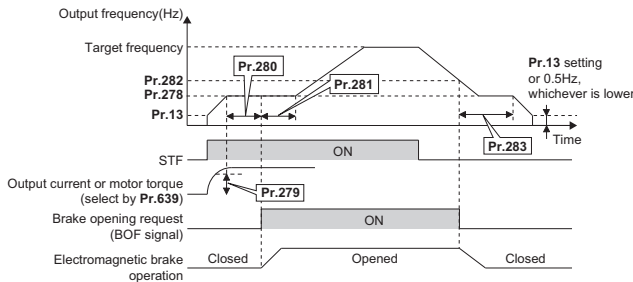 Output frequency(Hz)
Target frequency
Pr.280
Pr.13 setting
or 0.5Hz,
whichever is lower
Pr.282
Pr.281
Pr.278
Pr.13
Time
Pr.283
STF
ON
Output current or motor torque
(select by Pr.639)
Pr.279
Brake opening request
(BOF signal)
ON
Electromagnetic brake
operation
Closed
Opened
Closed